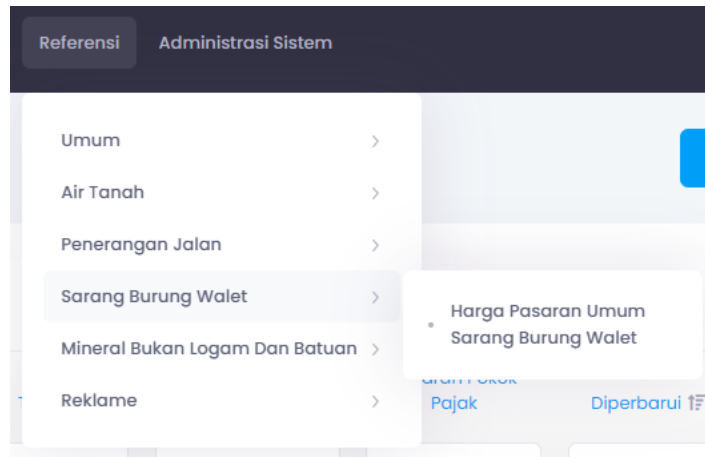 Referensi Administrasi Sistem
Umum
Air Tanah
Penerangan Jalan
Sarang Burung Walet
Harga Pasaran Umum
Sarang Burung Walet
Mineral Bukan Logam Dan Batuan
Reklame
Pajak Diperbarui